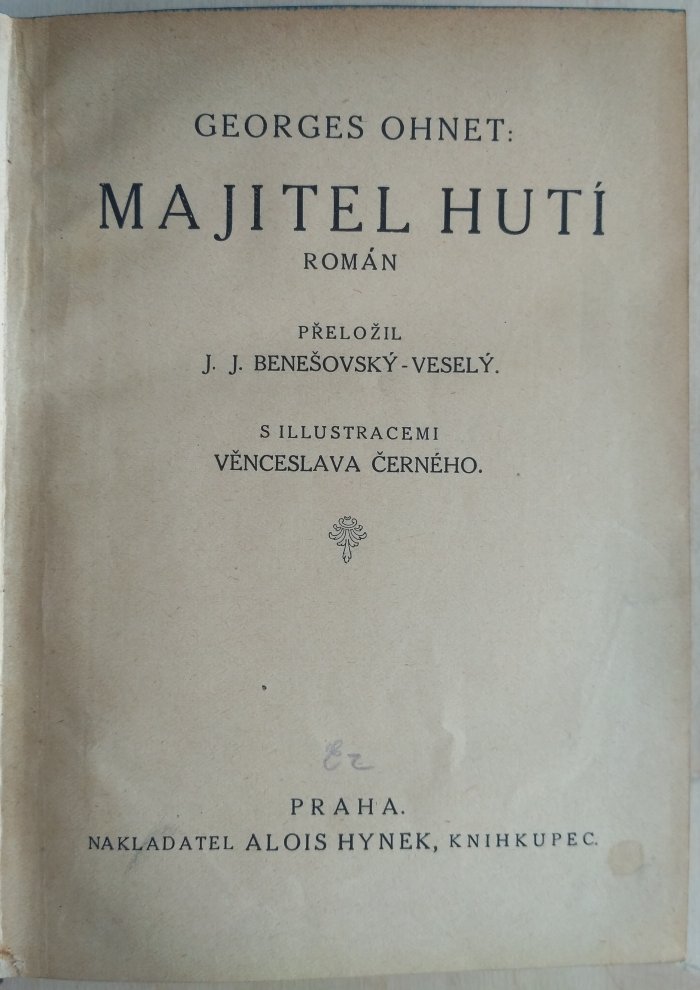 GEORGES OHNET:
MAJITEL HUTÍ
ROMÁN
PŘELOŽIL
J. J. BENEŠOVSKÝ-VESELÝ.
S ILLUSTRACEMI
VĚNCESLAVA ČERNÉHO.
PRAHA.
NAKLADATEL ALOIS HYNEK, KNIHKUPEC.